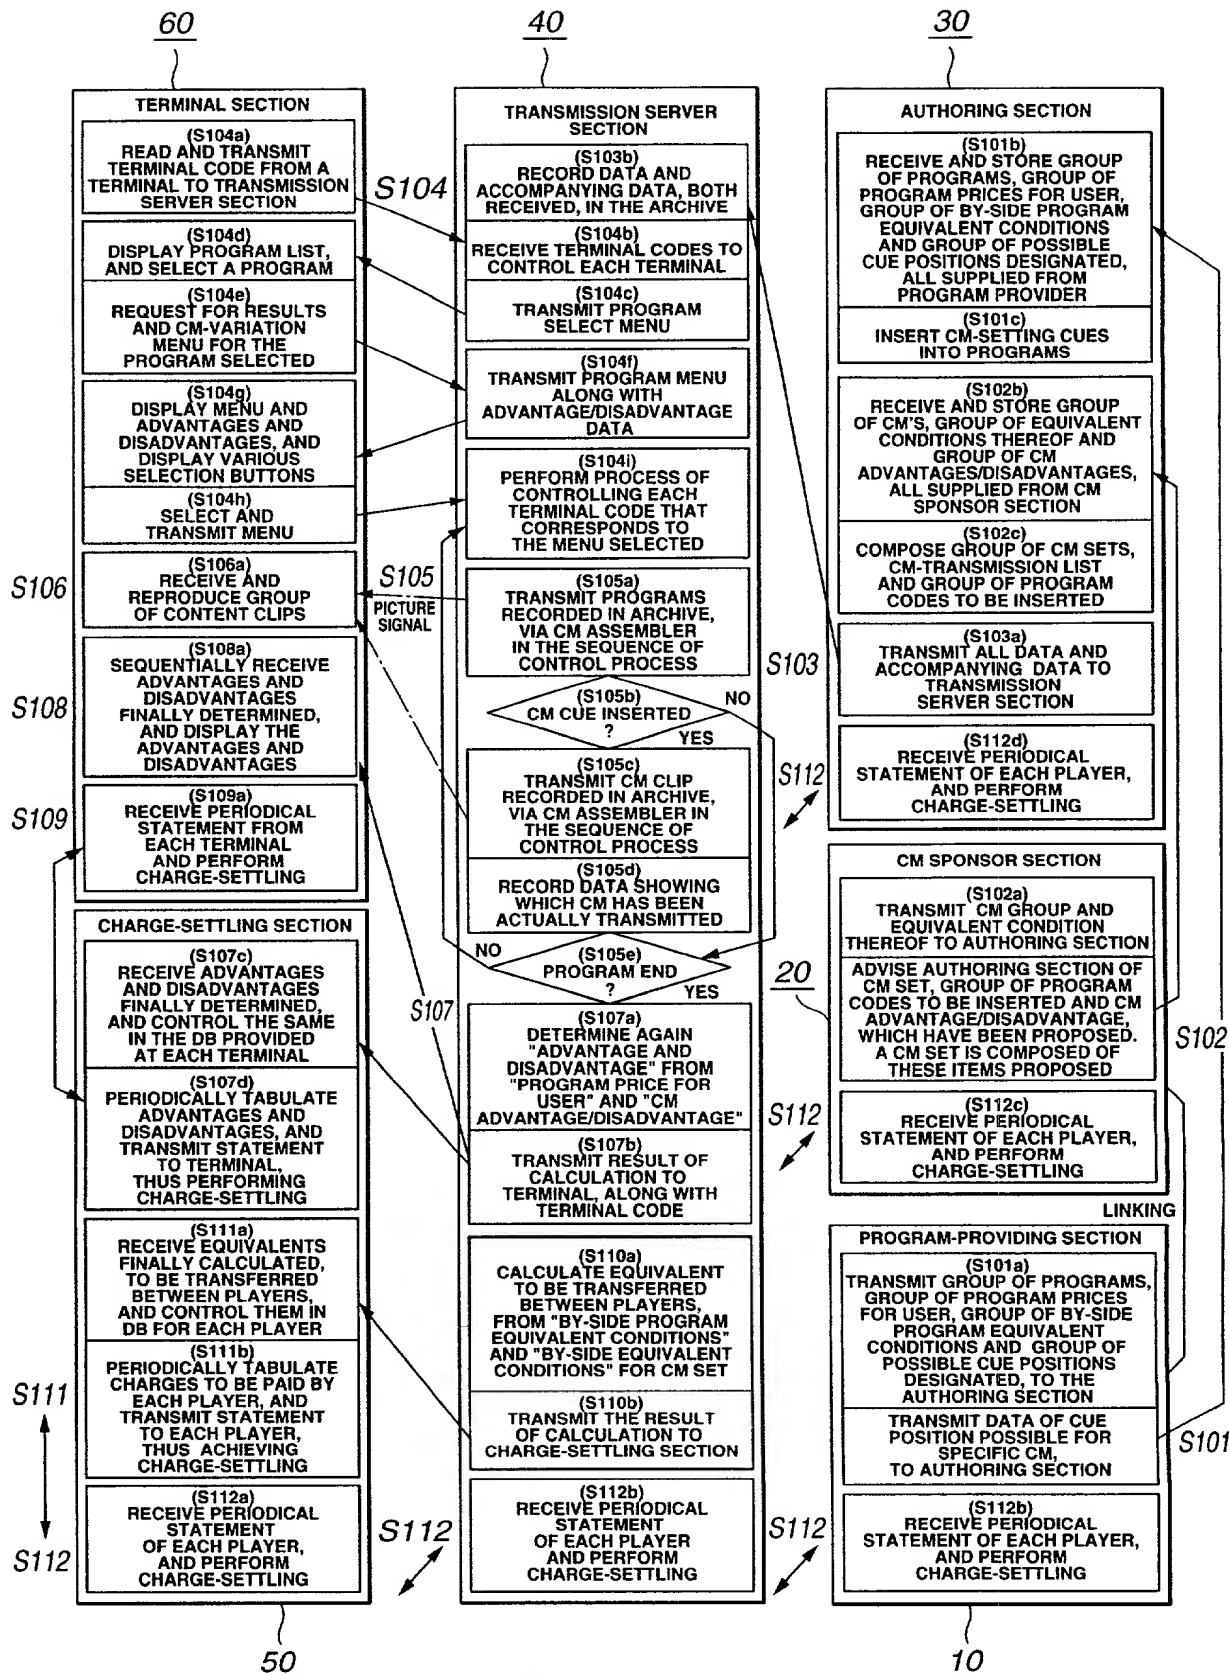 60
TERMINAL SECTION
(S104a)
READ AND TRANSMIT
TERMINAL CODE FROM A
TERMINAL TO TRANSMISSION
SERVER SECTION
(S104d)
DISPLAY PROGRAM LIST,
AND SELECT A PROGRAM
(S104e)
REQUEST FOR RESULTS
AND CM-VARIATION
MENU FOR THE
PROGRAM SELECTED
(S104g)
DISPLAY MENU AND
ADVANTAGES AND
DISADVANTAGES, AND
DISPLAY VARIOUS
SELECTION BUTTONS
(S104h)
SELECT AND
TRANSMIT MENU
S106
(S106a)
RECEIVE AND
REPRODUCE GROUP
OF CONTENT CLIPS
S108
(S108a)
SEQUENTIALLY RECEIVE
ADVANTAGES AND
DISADVANTAGES
FINALLY DETERMINED,
AND DISPLAY THE
ADVANTAGES AND
DISADVANTAGES
S109
(S109a)
RECEIVE PERIODICAL
STATEMENT FROM
EACH TERMINAL
AND PERFORM
CHARGE-SETTLING
CHARGE-SETTLING SECTION
(S107c)
RECEIVE ADVANTAGES
AND DISADVANTAGES
FINALLY DETERMINED,
AND CONTROL THE SAME
IN THE DB PROVIDED
AT EACH TERMINAL
(S107d)
PERIODICALLY TABULATE
ADVANTAGES AND
DISADVANTAGES, AND
TRANSMIT STATEMENT
TO TERMINAL,
THUS PERFORMING
CHARGE-SETTLING
(S111a)
RECEIVE EQUIVALENTS
FINALLY CALCULATED,
TO BE TRANSFERRED
BETWEEN PLAYERS,
AND CONTROL THEM IN
DB FOR EACH PLAYER
S111
(S111b)
PERIODICALLY TABULATE
CHARGES TO BE PAID BY
EACH PLAYER, AND
TRANSMIT STATEMENT
TO EACH PLAYER,
THUS ACHIEVING
CHARGE-SETTLING
S112
(S112a)
RECEIVE PERIODICAL
STATEMENT
OF EACH PLAYER,
AND PERFORM
CHARGE-SETTLING
50
S104
S105
PICTURE
SIGNAL
S107
S112
40
TRANSMISSION SERVER
SECTION
(S103b)
RECORD DATA AND
ACCOMPANYING DATA, BOTH
RECEIVED, IN THE ARCHIVE
(S104b)
RECEIVE TERMINAL CODES TO
CONTROL EACH TERMINAL
(S104c)
TRANSMIT PROGRAM
SELECT MENU
(S104f)
TRANSMIT PROGRAM MENU
ALONG WITH
ADVANTAGE/DISADVANTAGE
DATA
(S104i)
PERFORM PROCESS OF
CONTROLLING EACH
TERMINAL CODE THAT
CORRESPONDS TO
THE MENU SELECTED
(S105a)
TRANSMIT PROGRAMS
RECORDED IN ARCHIVE,
VIA CM ASSEMBLER
IN THE SEQUENCE OF
CONTROL PROCESS
(S105b)
CM CUE INSERTED
?
NO
YES
(S105c)
TRANSMIT CM CLIP
RECORDED IN ARCHIVE,
VIA CM ASSEMBLER IN
THE SEQUENCE OF
CONTROL PROCESS
(S105d)
RECORD DATA SHOWING
WHICH CM HAS BEEN
ACTUALLY TRANSMITTED
NO
(S105e)
PROGRAM END
?
YES
(S107a)
DETERMINE AGAIN
"ADVANTAGE AND
DISADVANTAGE" FROM
"PROGRAM PRICE FOR
USER" AND "CM
ADVANTAGE/DISADVANTAGE"
(S107b)
TRANSMIT RESULT OF
CALCULATION TO
TERMINAL, ALONG WITH
TERMINAL CODE
(S110a)
CALCULATE EQUIVALENT
TO BE TRANSFERRED
BETWEEN PLAYERS,
FROM "BY-SIDE PROGRAM
EQUIVALENT CONDITIONS"
AND "BY-SIDE EQUIVALENT
CONDITIONS" FOR CM SET
(S110b)
TRANSMIT THE RESULT
OF CALCULATION TO
CHARGE-SETTLING SECTION
(S112b)
RECEIVE PERIODICAL
STATEMENT
OF EACH PLAYER
AND PERFORM
CHARGE-SETTLING
S103
S112
S112
S112
30
AUTHORING SECTION
(S101b)
RECEIVE AND STORE GROUP
OF PROGRAMS, GROUP OF
PROGRAM PRICES FOR USER,
GROUP OF BY-SIDE PROGRAM
EQUIVALENT CONDITIONS
AND GROUP OF POSSIBLE
CUE POSITIONS DESIGNATED,
ALL SUPPLIED FROM
PROGRAM PROVIDER
(S101c)
INSERT CM-SETTING CUES
INTO PROGRAMS
(S102b)
RECEIVE AND STORE GROUP
OF CM'S, GROUP OF EQUIVALENT
CONDITIONS THEREOF AND
GROUP OF CM
ADVANTAGES/DISADVANTAGES,
ALL SUPPLIED FROM CM
SPONSOR SECTION
(S102c)
COMPOSE GROUP OF CM SETS,
CM-TRANSMISSION LIST
AND GROUP OF PROGRAM
CODES TO BE INSERTED
(S103a)
TRANSMIT ALL DATA AND
ACCOMPANYING DATA TO
TRANSMISSION
SERVER SECTION
(S112d)
RECEIVE PERIODICAL
STATEMENT OF EACH PLAYER,
AND PERFORM
CHARGE-SETTLING
20
CM SPONSOR SECTION
(S102a)
TRANSMIT CM GROUP AND
EQUIVALENT CONDITION
THEREOF TO AUTHORING SECTION
ADVISE AUTHORING SECTION OF
CM SET, GROUP OF PROGRAM
CODES TO BE INSERTED AND CM
ADVANTAGE/DISADVANTAGE,
WHICH HAVE BEEN PROPOSED.
A CM SET IS COMPOSED OF
THESE ITEMS PROPOSED
S102
(S112c)
RECEIVE PERIODICAL
STATEMENT OF EACH PLAYER,
AND PERFORM
CHARGE-SETTLING
LINKING
PROGRAM-PROVIDING SECTION
(S101a)
TRANSMIT GROUP OF PROGRAMS,
GROUP OF PROGRAM PRICES
FOR USER, GROUP OF BY-SIDE
PROGRAM EQUIVALENT
CONDITIONS AND GROUP OF
POSSIBLE CUE POSITIONS
DESIGNATED, TO THE
AUTHORING SECTION
TRANSMIT DATA OF CUE
POSITION POSSIBLE FOR
SPECIFIC CM,
TO AUTHORING SECTION
S101
(S112b)
RECEIVE PERIODICAL
STATEMENT OF EACH PLAYER,
AND PERFORM
CHARGE-SETTLING
10